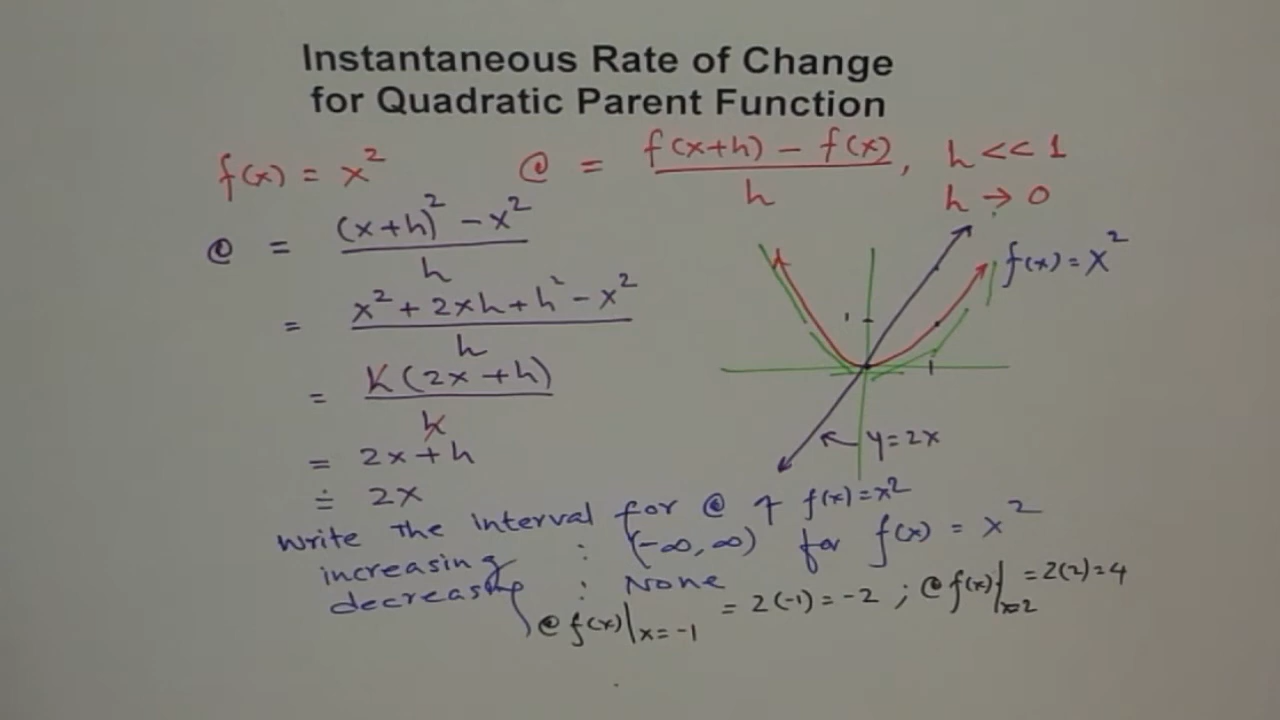 Instantaneous Rate of Change
for Quadratic Parent Function
f(x) = x² @ = f(x+h) - f(x) / h , h << 1
h → 0
@ = (x+h)² - x² / h
= x² + 2xh + h² - x² / h
= h(2x + h) / h
= 2x + h
≐ 2x
f(x) = x²
1
1
y = 2x
Write the interval for @ of f(x) = x²
increasing : (-∞, ∞) for f(x) = x²
decreasing : None
@ f(x)|x=-1 = 2(-1) = -2 ; @ f(x)|x=2 = 2(2) = 4